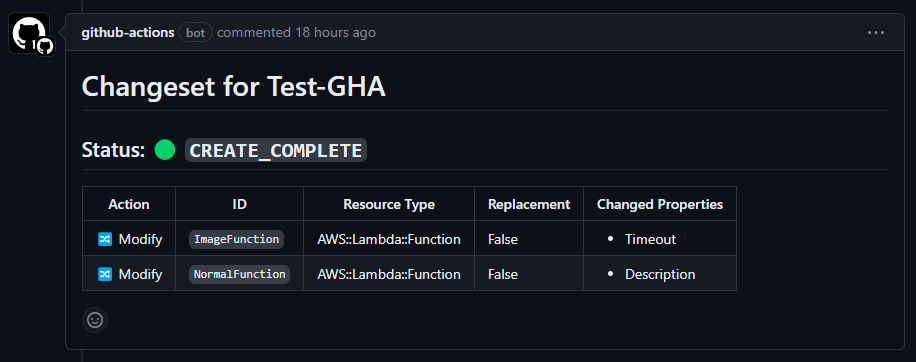 github-actions bot commented 18 hours ago
Changeset for Test-GHA
Status: CREATE_COMPLETE
Action ID Resource Type Replacement Changed Properties
Modify ImageFunction AWS::Lambda::Function False • Timeout
Modify NormalFunction AWS::Lambda::Function False • Description